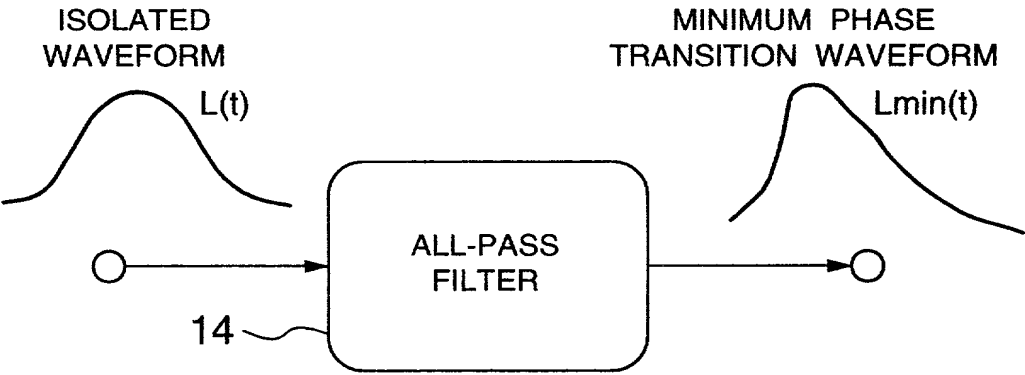 ISOLATED
WAVEFORM
L(t)
MINIMUM PHASE
TRANSITION WAVEFORM
Lmin(t)
ALL-PASS
FILTER
14